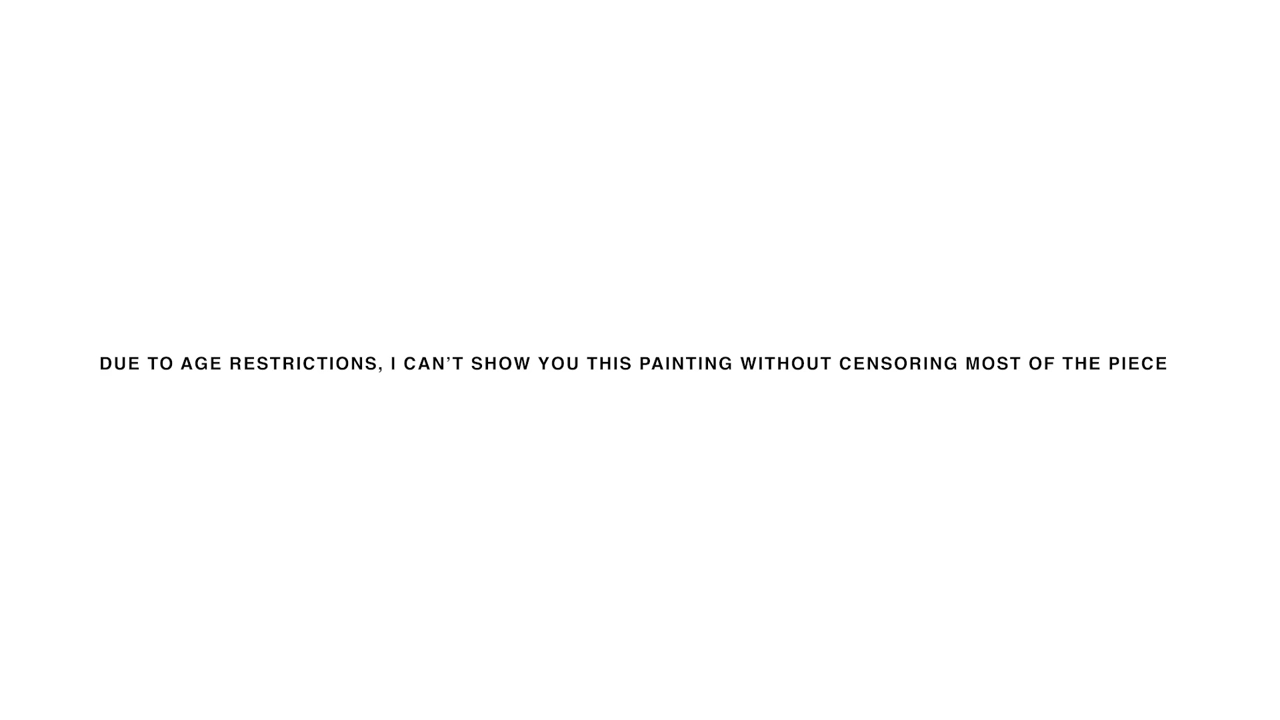 DUE TO AGE RESTRICTIONS, I CAN’T SHOW YOU THIS PAINTING WITHOUT CENSORING MOST OF THE PIECE